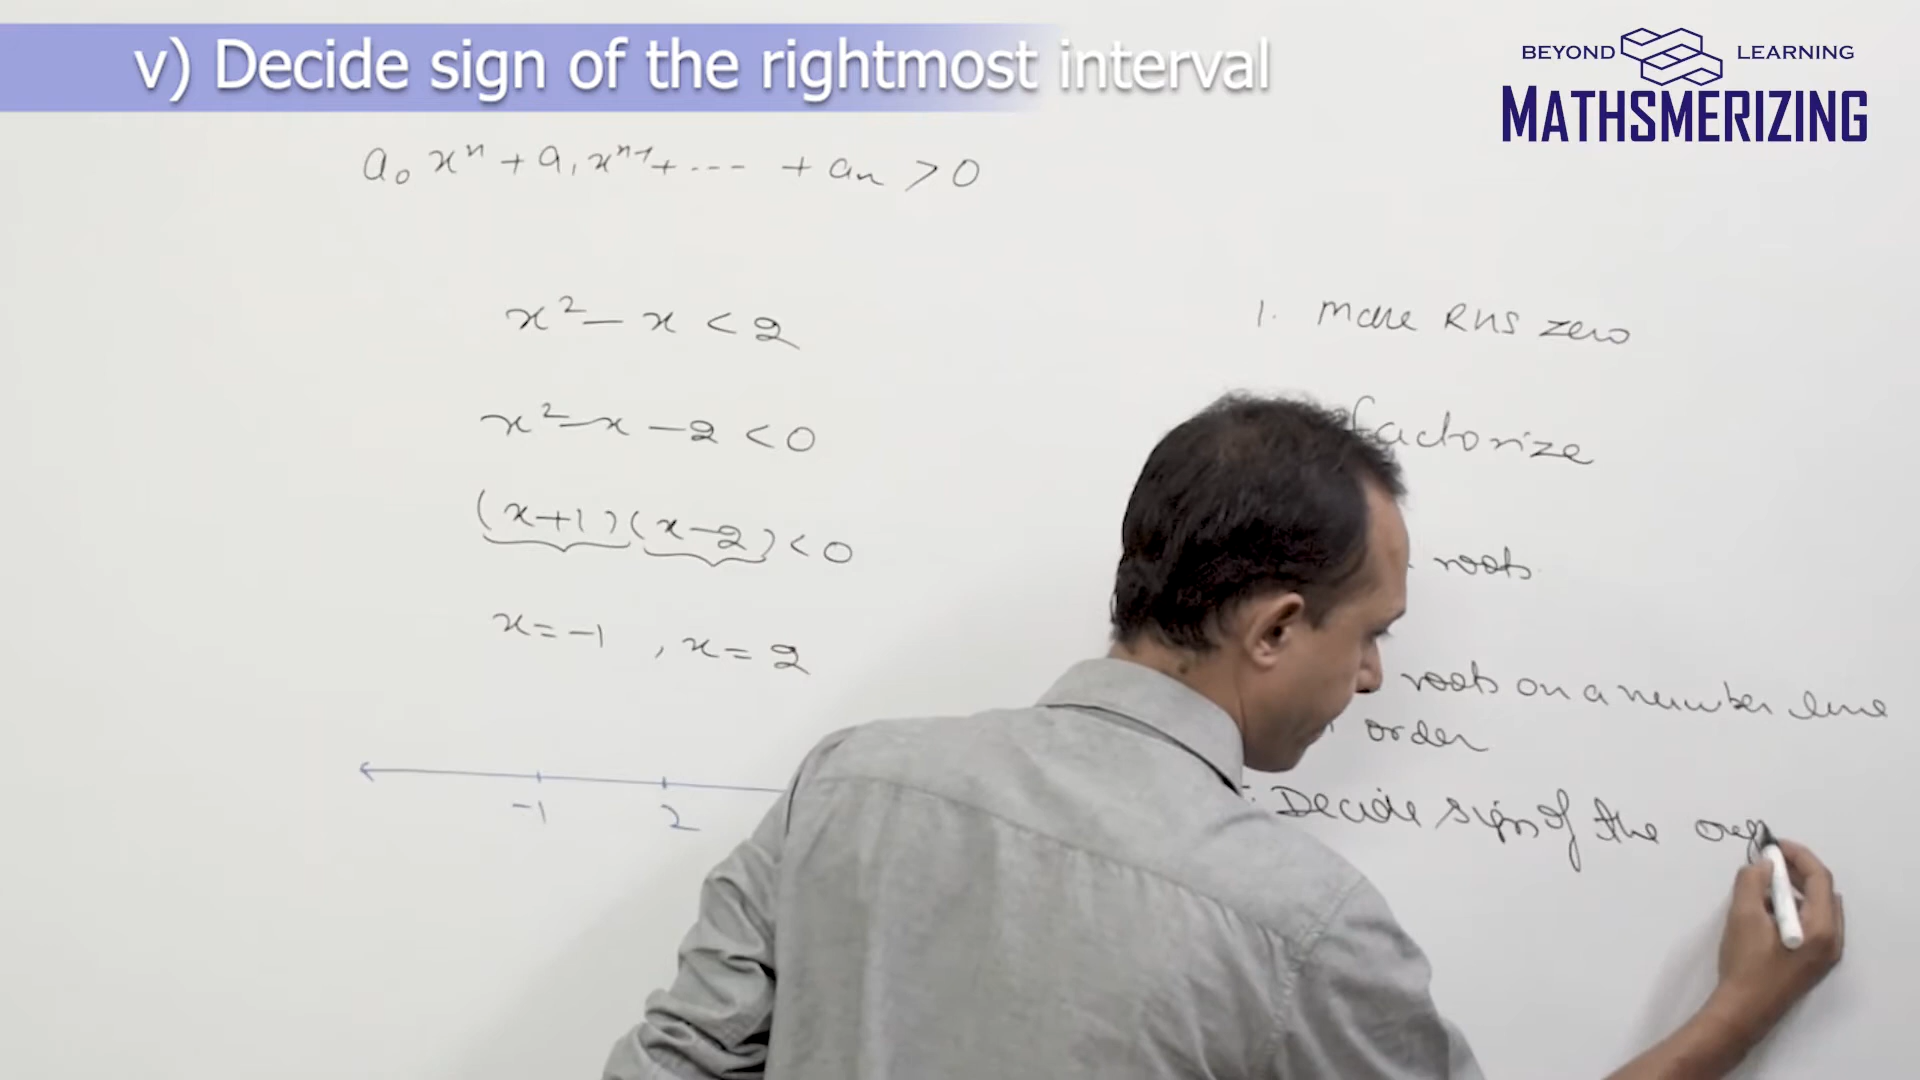 v) Decide sign of the rightmost interval
BEYOND LEARNING
MATHSMERIZING
a₀xⁿ + a₁xⁿ⁻¹ + ---- + aₙ > 0
x² - x < 2
x² - x - 2 < 0
(x+1)(x-2) < 0
x = -1 , x = 2
-1 2
1. Make RHS zero
factorize
roots
roots on a number line
order
Decide sign of the